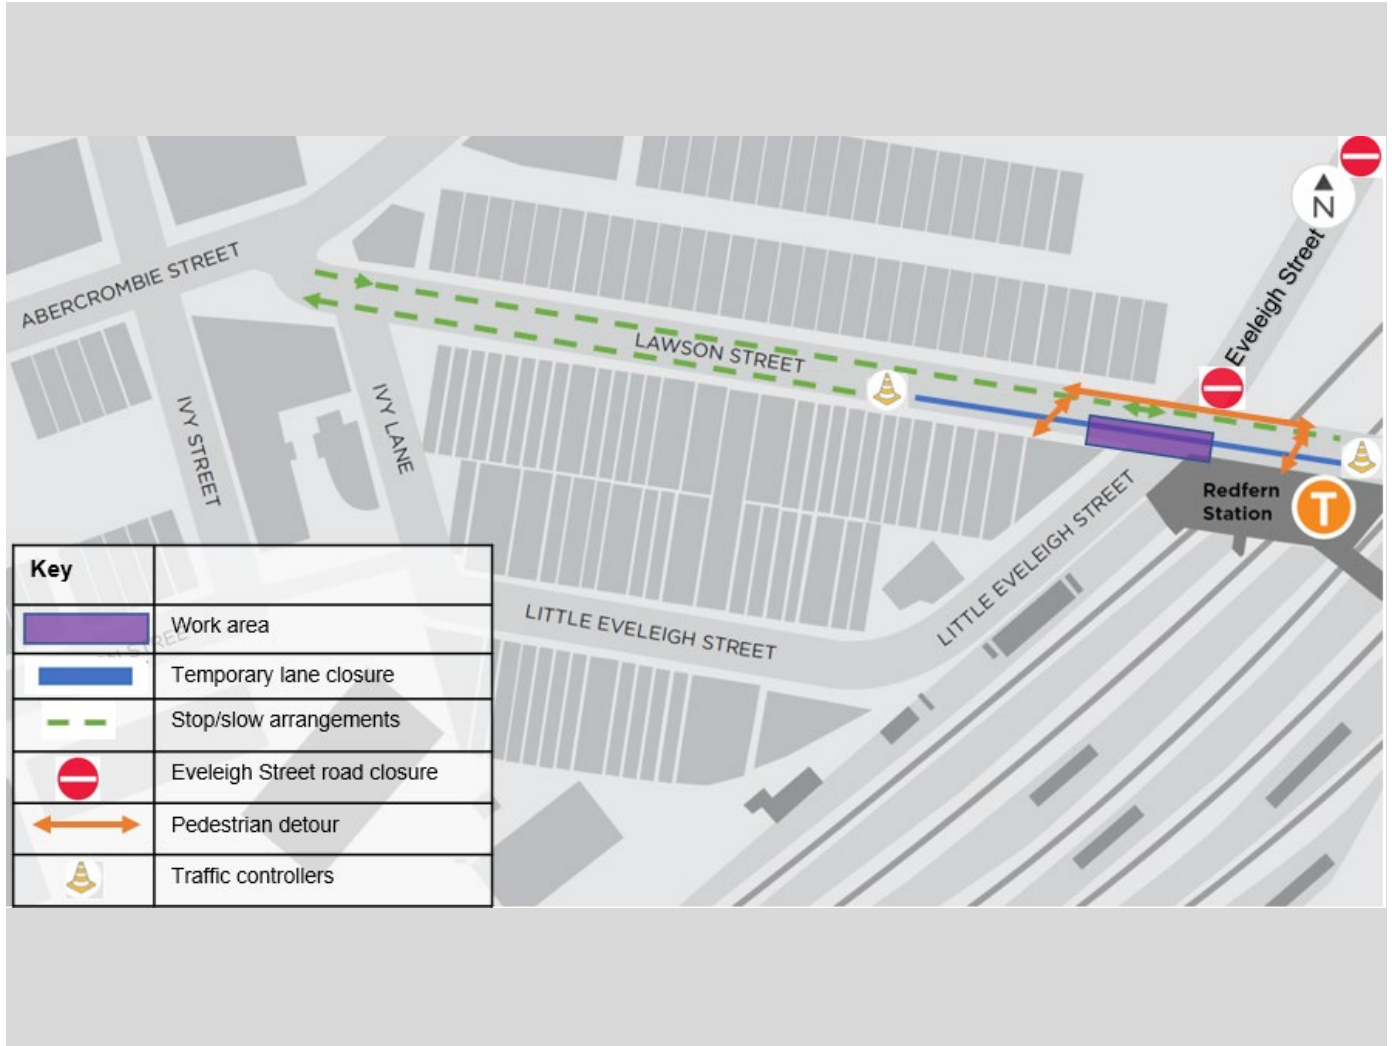 N
Eveleigh Street
ABERCROMBIE STREET
LAWSON STREET
IVY STREET
IVY LANE
Redfern
Station
T
LITTLE EVELEIGH STREET
LITTLE EVELEIGH STREET
STREE
Key
Work area
Temporary lane closure
Stop/slow arrangements
Eveleigh Street road closure
Pedestrian detour
Traffic controllers